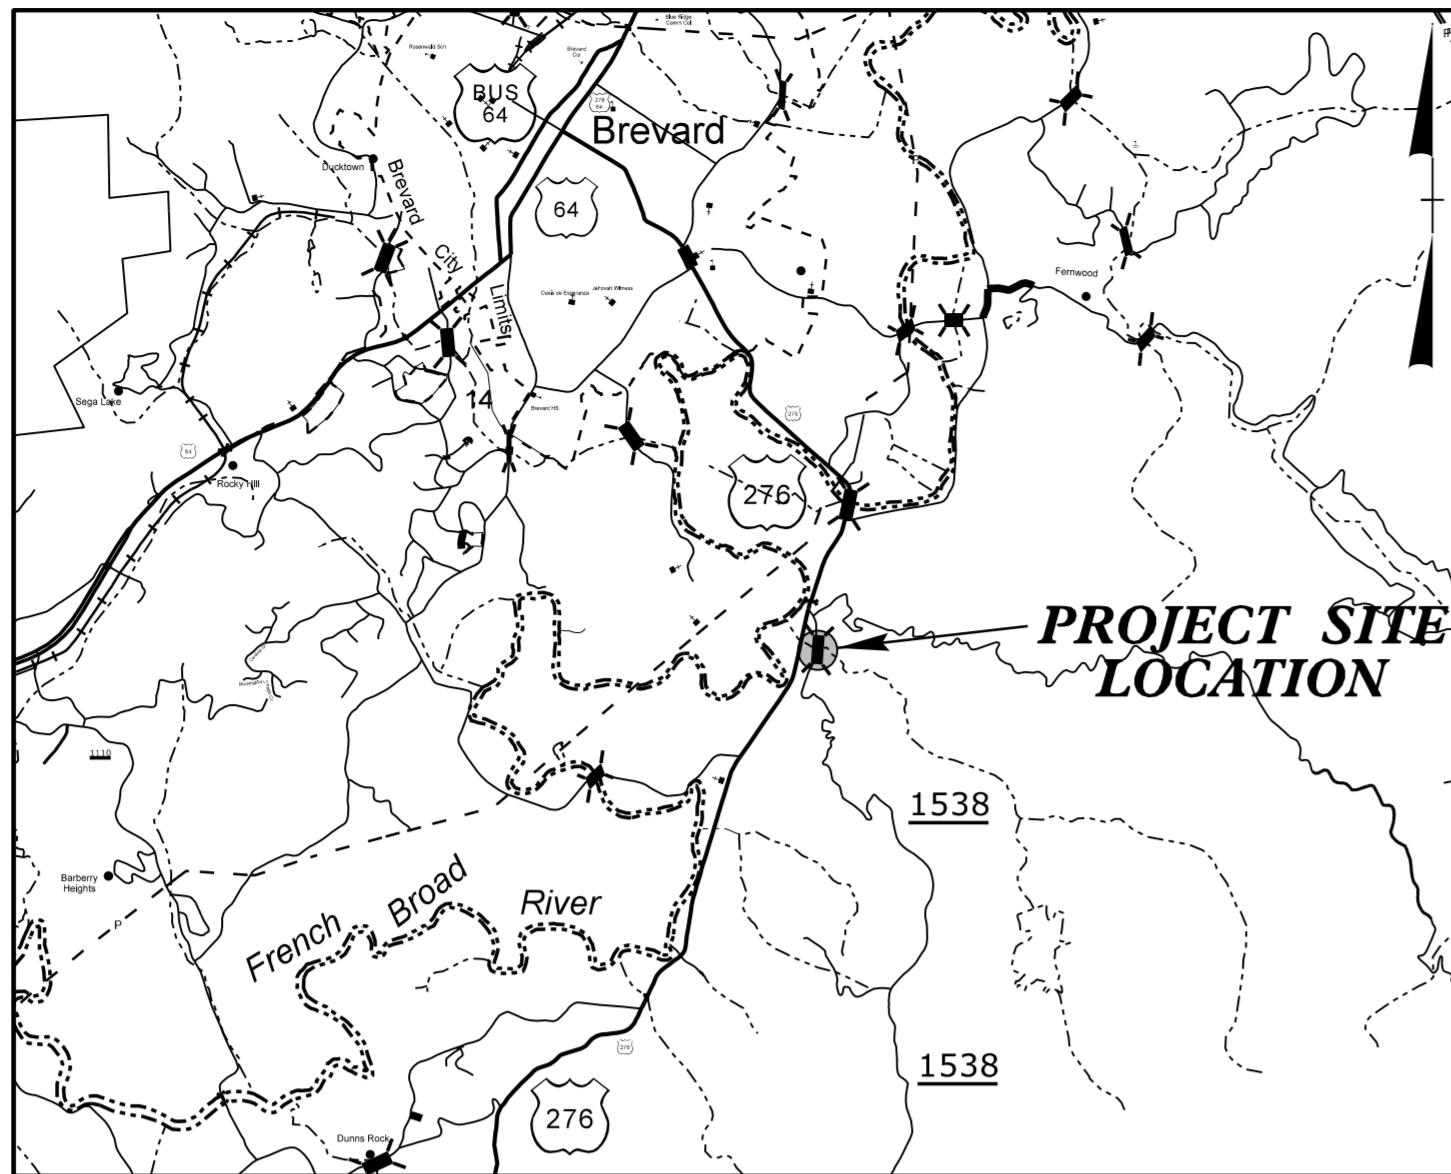 Blue Ridge
Comm Col
Rosenwald Sch
Brevard
Col
BUS
64
276
64
Brevard
Ducktown
Brevard
City
Limits
64
Fernwood
Oasis de Esperanza
Jehovah Witness
Sega Lake
14
Brevard HS
276
64
Rocky Hill
276
PROJECT SITE
LOCATION
1110
1538
Barberry
Heights
P
French
Broad
River
276
1538
276
Dunns Rock
P